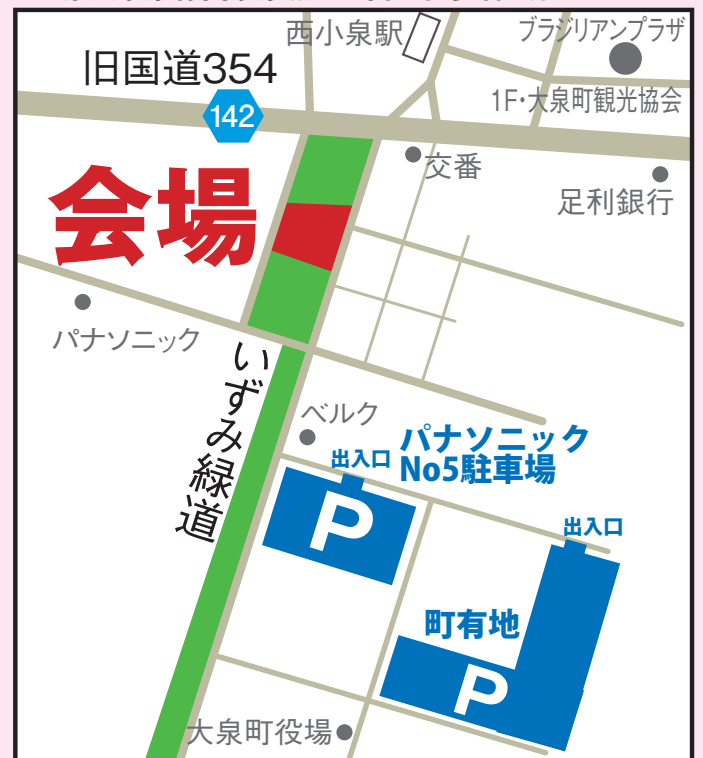 西小泉駅
ブラジリアンプラザ
旧国道354
1F・大泉町観光協会
142
交番
会場
足利銀行
パナソニック
いずみ緑道
ベルク
パナソニック
No5駐車場
出入口
P
出入口
町有地
P
大泉町役場